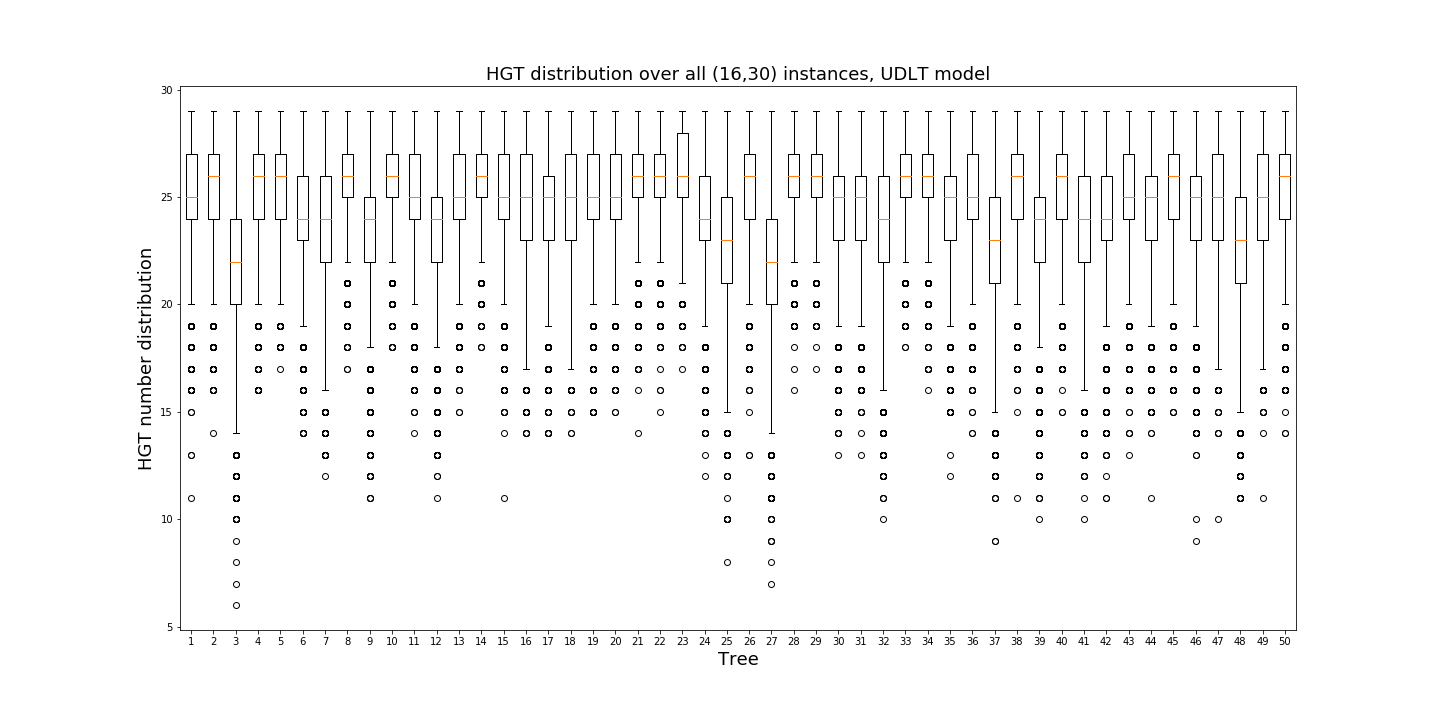 HGT distribution over all (16,30) instances, UDLT model
HGT number distribution
30
25
20
15
10
5
1 2 3 4 5 6 7 8 9 10 11 12 13 14 15 16 17 18 19 20 21 22 23 24 25 26 27 28 29 30 31 32 33 34 35 36 37 38 39 40 41 42 43 44 45 46 47 48 49 50
Tree